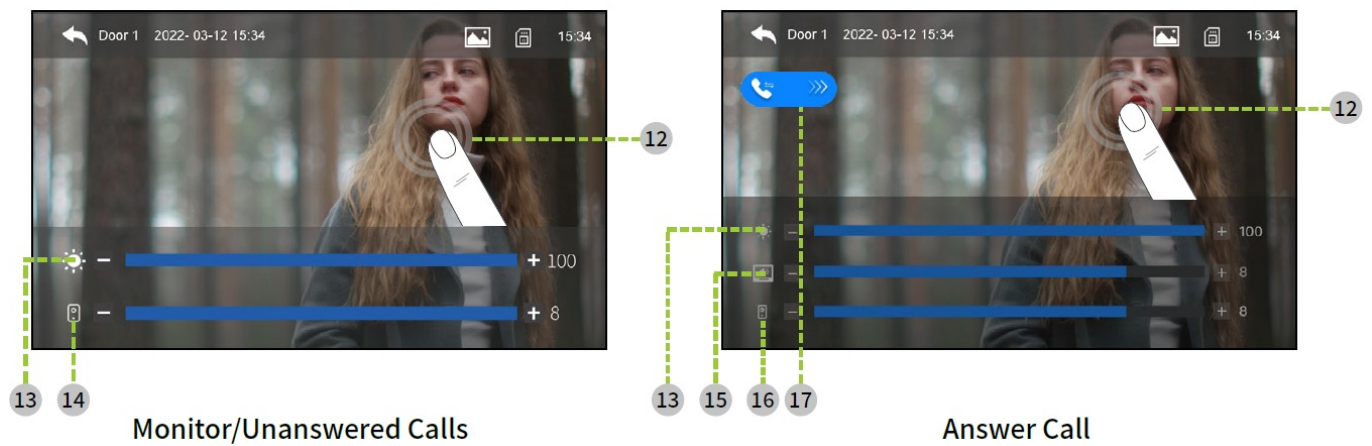 Door 1 2022- 03-12 15:34 15:34
12
100
8
13 14
Monitor/Unanswered Calls
Door 1 2022- 03-12 15:34 15:34
12
100
8
8
13 15 16 17
Answer Call